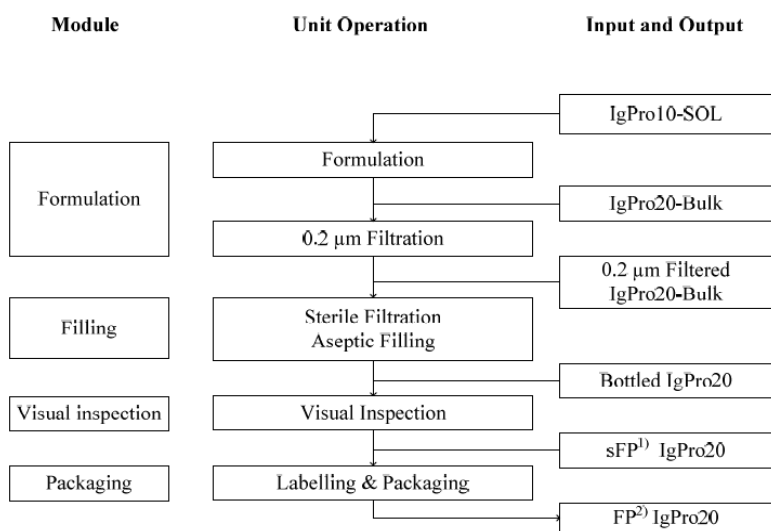 Module Unit Operation Input and Output
IgPro10-SOL
Formulation
Formulation
IgPro20-Bulk
0.2 µm Filtration
0.2 µm Filtered
IgPro20-Bulk
Filling
Sterile Filtration
Aseptic Filling
Bottled IgPro20
Visual inspection
Visual Inspection
sFP1) IgPro20
Packaging
Labelling & Packaging
FP2) IgPro20